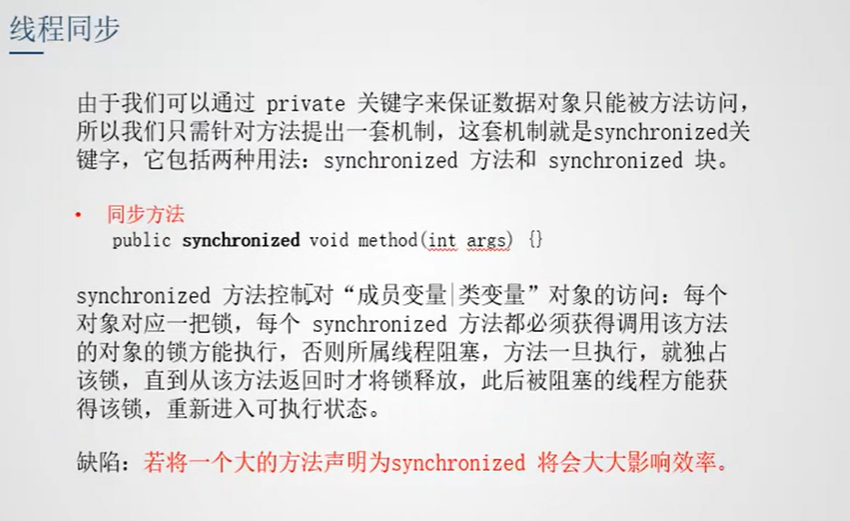 线程同步
由于我们可以通过 private 关键字来保证数据对象只能被方法访问，
所以我们只需针对方法提出一套机制，这套机制就是synchronized关
键字，它包括两种用法：synchronized 方法和 synchronized 块。
• 同步方法
public synchronized void method(int args) {}
synchronized 方法控制对“成员变量|类变量”对象的访问：每个
对象对应一把锁，每个 synchronized 方法都必须获得调用该方法
的对象的锁方能执行，否则所属线程阻塞，方法一旦执行，就独占
该锁，直到从该方法返回时才将锁释放，此后被阻塞的线程方能获
得该锁，重新进入可执行状态。
缺陷：若将一个大的方法声明为synchronized 将会大大影响效率。